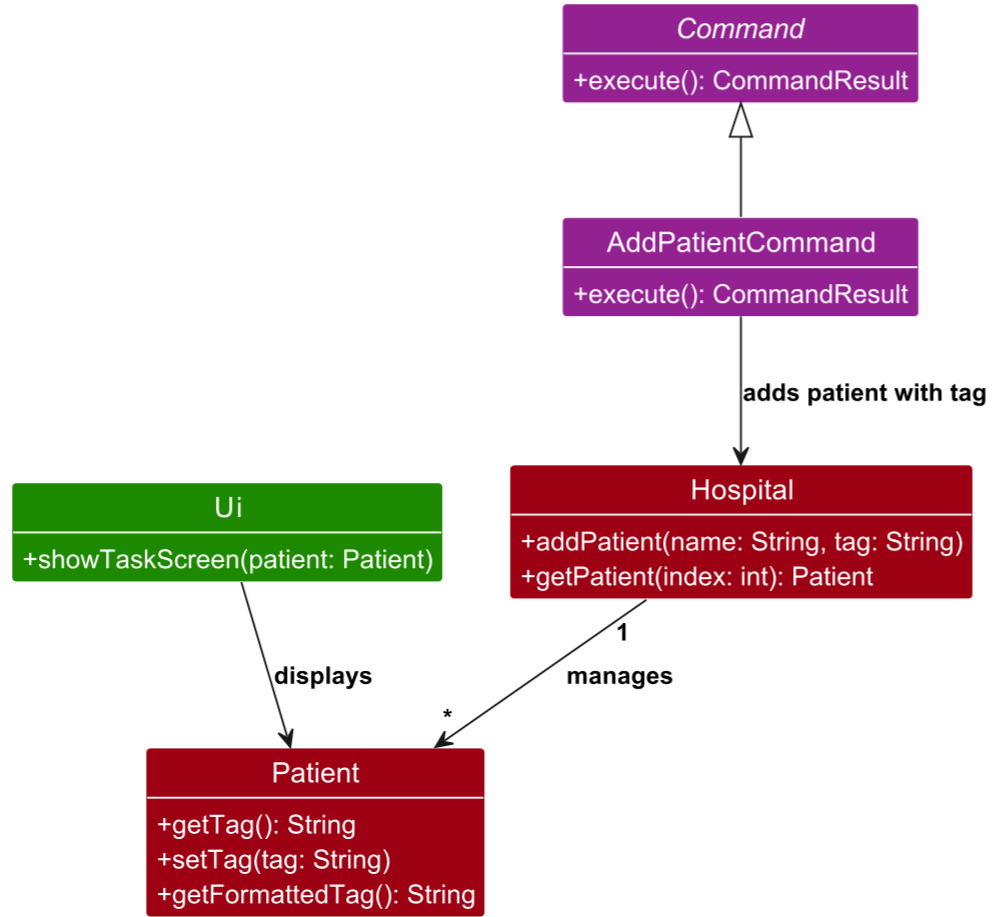 Command
+execute(): CommandResult
AddPatientCommand
+execute(): CommandResult
adds patient with tag
Hospital
+addPatient(name: String, tag: String)
+getPatient(index: int): Patient
Ui
+showTaskScreen(patient: Patient)
1
displays
manages
*
Patient
+getTag(): String
+setTag(tag: String)
+getFormattedTag(): String